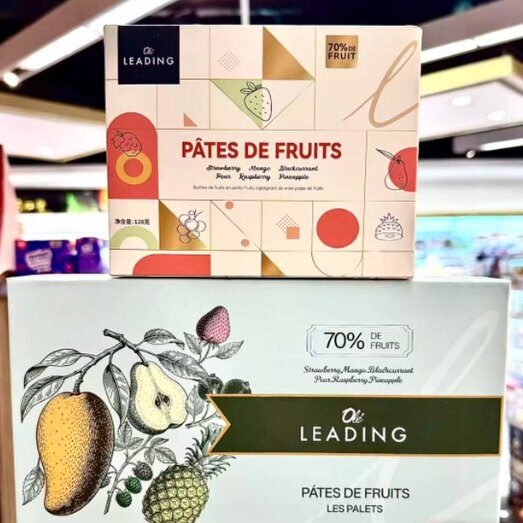 Olé
LEADING
70% DE
FRUIT
PÂTES DE FRUITS
Strawberry Mango Blackcurrant
Pear Raspberry Pineapple
净含量:128克
70% DE
FRUITS
Strawberry, Mango, Blackcurrant
Pear, Raspberry, Pineapple
Olé
LEADING
PÁTES DE FRUITS
LES PALETS